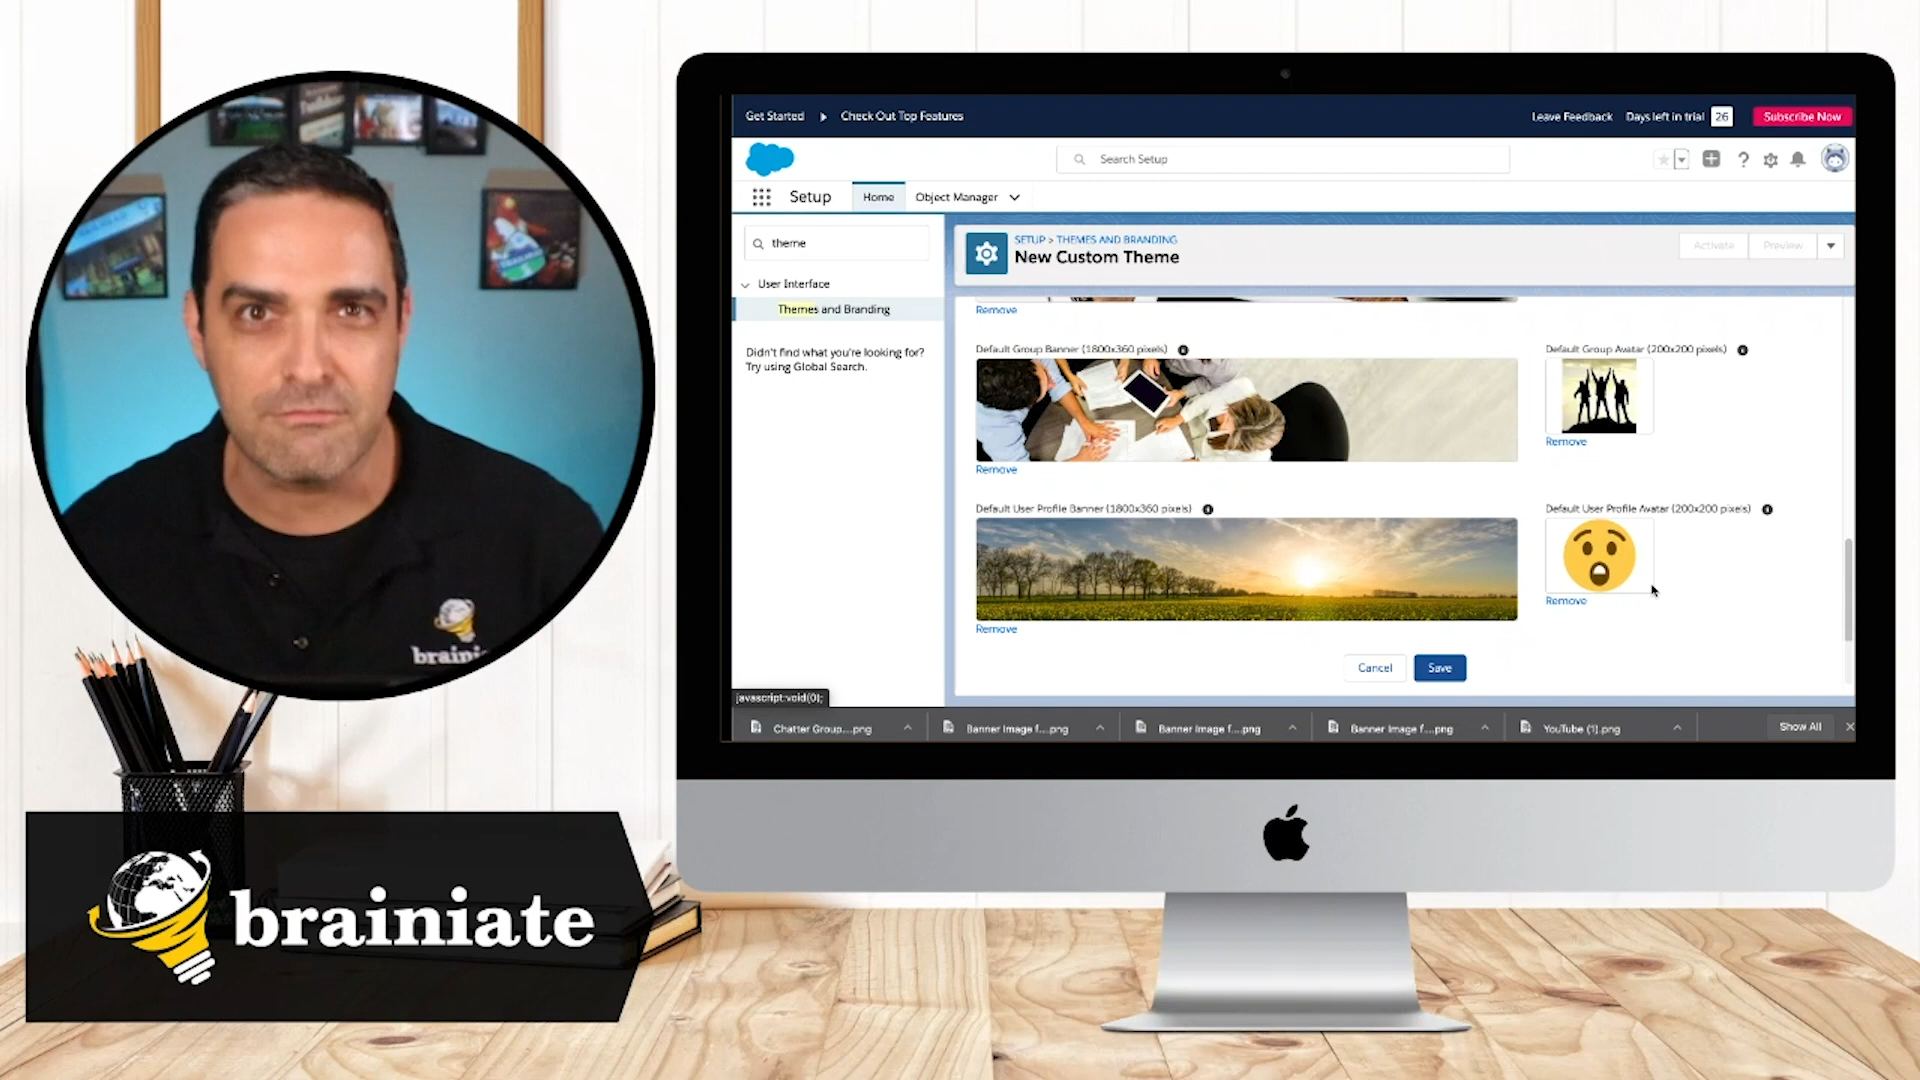 Get Started
Check Out Top Features
Leave Feedback
Days left in trial
26
Subscribe Now
Search Setup
Setup
Home
Object Manager
theme
User Interface
Themes and Branding
Didn't find what you're looking for?
Try using Global Search.
SETUP > THEMES AND BRANDING
New Custom Theme
Activate
Preview
Remove
Default Group Banner (1800x360 pixels)
Default Group Avatar (200x200 pixels)
Remove
Remove
Default User Profile Banner (1800x360 pixels)
Default User Profile Avatar (200x200 pixels)
Remove
Remove
Cancel
Save
javascript:void(0);
Chatter Group....png
Banner Image f....png
Banner Image f....png
Banner Image f....png
YouTube (1).png
Show All
brainiate